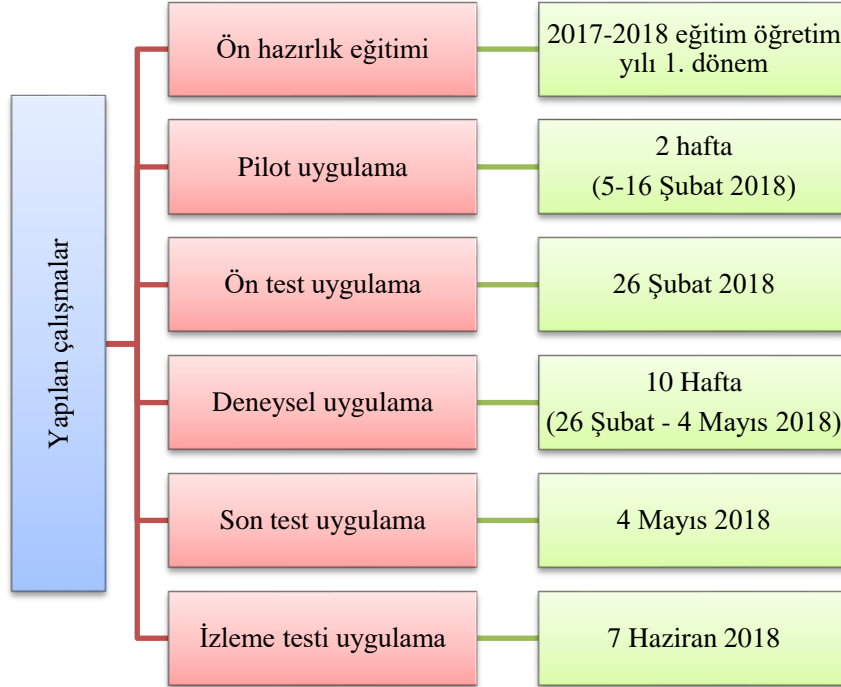 Yapılan çalışmalar
Ön hazırlık eğitimi
2017-2018 eğitim öğretim
yılı 1. dönem
Pilot uygulama
2 hafta
(5-16 Şubat 2018)
Ön test uygulama
26 Şubat 2018
Deneysel uygulama
10 Hafta
(26 Şubat - 4 Mayıs 2018)
Son test uygulama
4 Mayıs 2018
İzleme testi uygulama
7 Haziran 2018